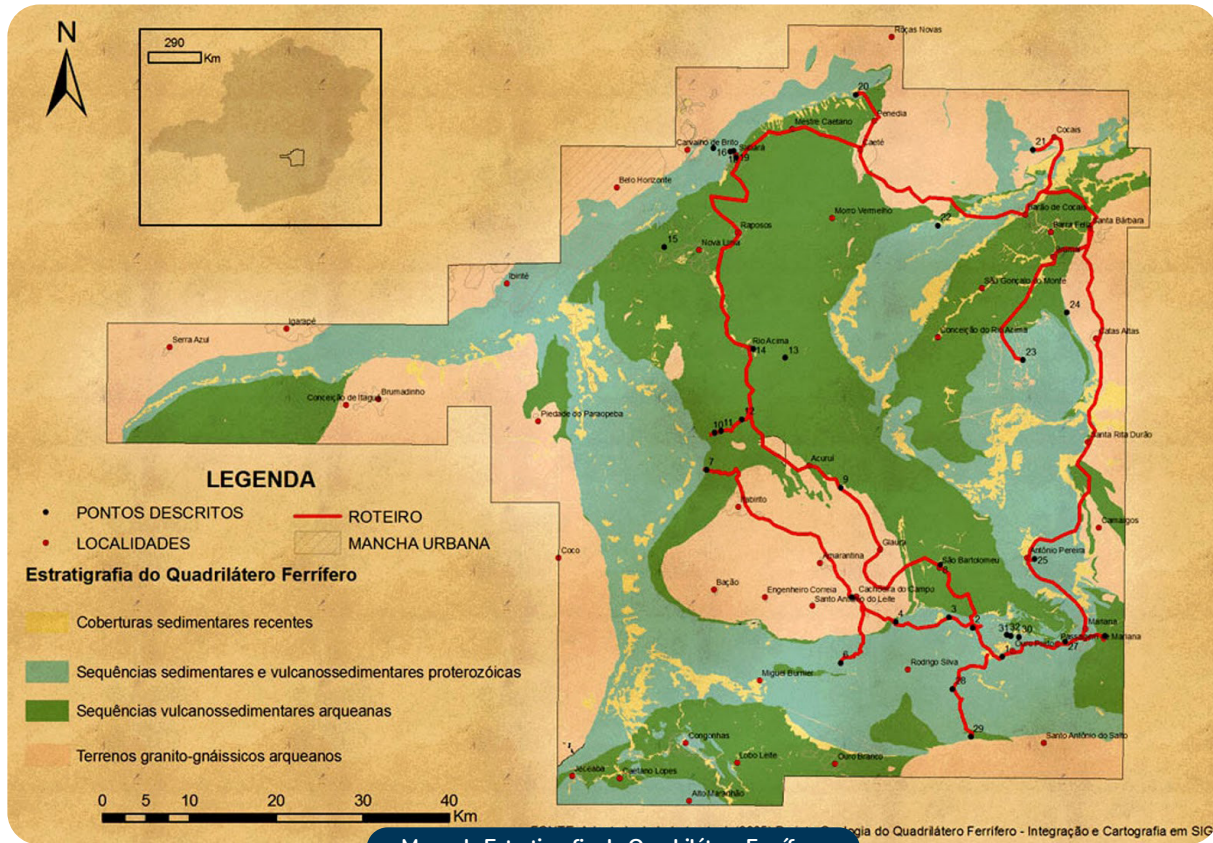 N
290
Km
Roças Novas
20
Penedia
Mestre Caetano
Cocais
21
Carvalho de Brito
16
19
Sabará
Caeté
Belo Horizonte
Barão de Cocais
Morro Vermelho
22
Santa Bárbara
Raposos
15
Nova Lima
Ibirité
São Gonçalo do
24
Igarapé
Serra Azul
Conceição do Rio Acima
Catas Altas
Rio Acima
14
13
23
Brumadinho
Piedade do Paraopeba
10
11
12
Santa Rita Durão
7
Acuruí
9
LEGENDA
PONTOS DESCRITOS
ROTEIRO
LOCALIDADES
MANCHA URBANA
Estratigrafia do Quadrilátero Ferrífero
Coberturas sedimentares recentes
Sequências sedimentares e vulcanossedimentares proterozóicas
Sequências vulcanossedimentares arqueanas
Terrenos granito-gnáissicos arqueanos
Camargos
Coco
Glaura
Antônio Pereira
25
Amarantina
São Bartolomeu
Bação
Engenheiro Correia
Cachoeira do Campo
Santo Antônio do Leite
4
3
2
31
32
30
Mariana
27
6
Rodrigo Silva
Miguel Burnier
28
29
Santo Antônio do Salto
Congonhas
Lobo Leite
Ouro Branco
Jeceaba
Caetano Lopes
Alto Maranhão
0 5 10 20 30 40
Km
Geologia do Quadrilátero Ferrífero - Integração e Cartografia em SIG